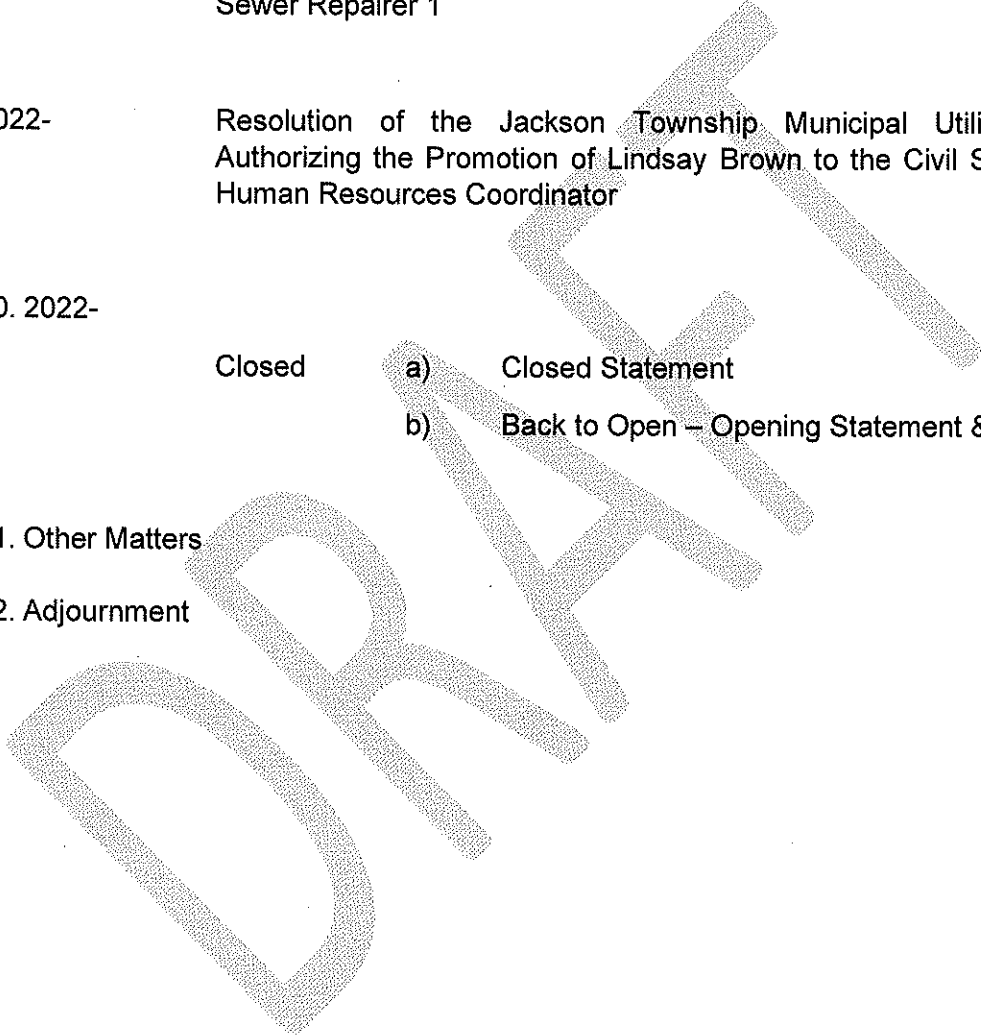 Sewer Repairer 1
022- Resolution of the Jackson Township Municipal Utili
Authorizing the Promotion of Lindsay Brown to the Civil S
Human Resources Coordinator
0. 2022-
Closed a) Closed Statement
b) Back to Open – Opening Statement &
1. Other Matters
2. Adjournment
DRAFT